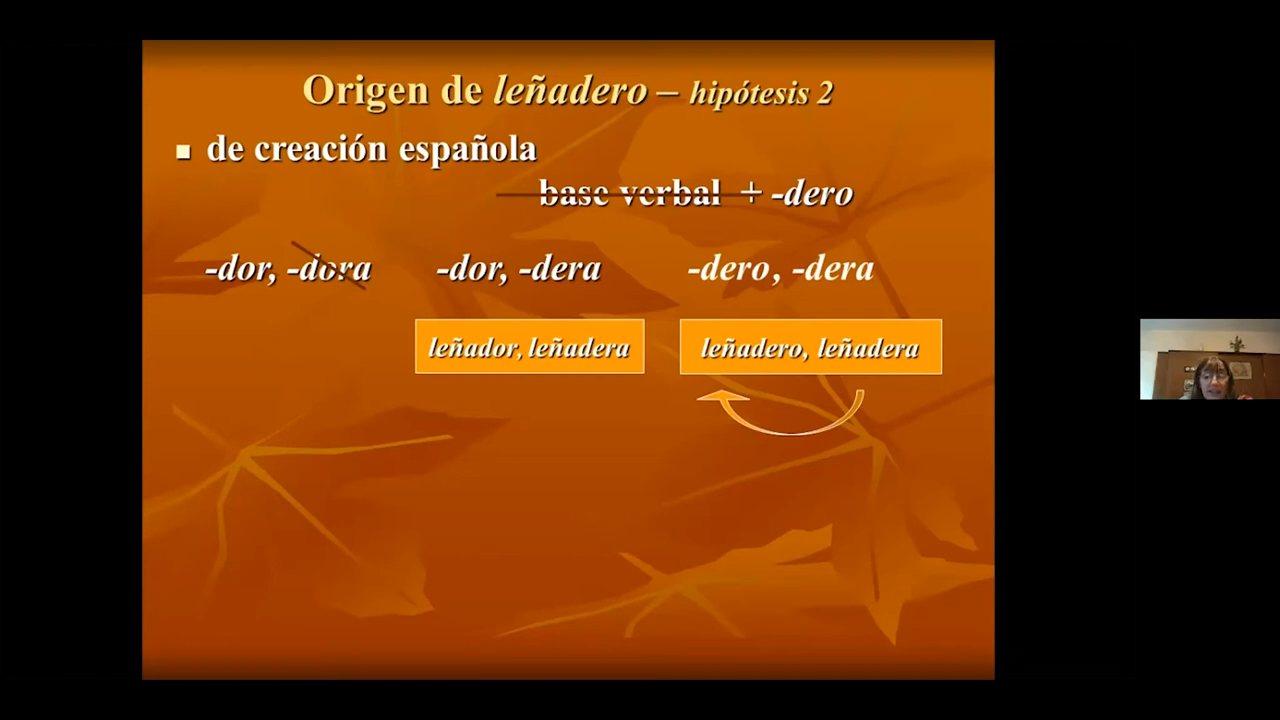 Origen de leñadero – hipótesis 2
de creación española
base verbal + -dero
-dor, -dora -dor, -dera -dero, -dera
leñador, leñadera leñadero, leñadera